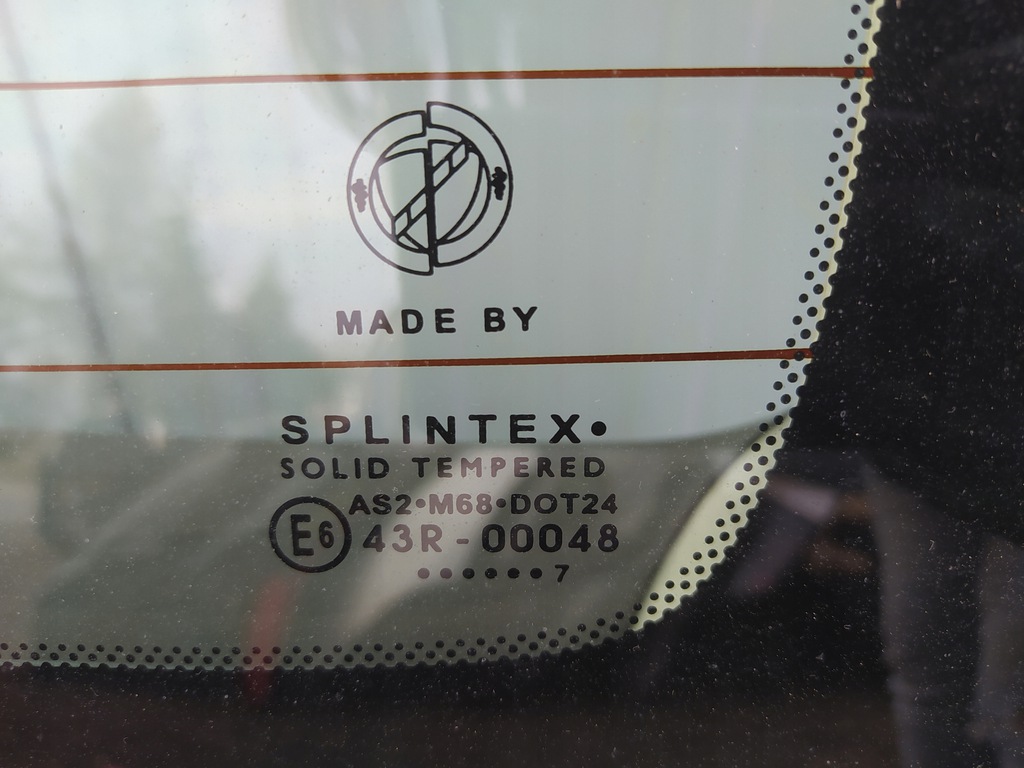 MADE BY
SPLINTEX•
SOLID TEMPERED
AS2•M68•DOT24
E6 43R-00048
••••••7